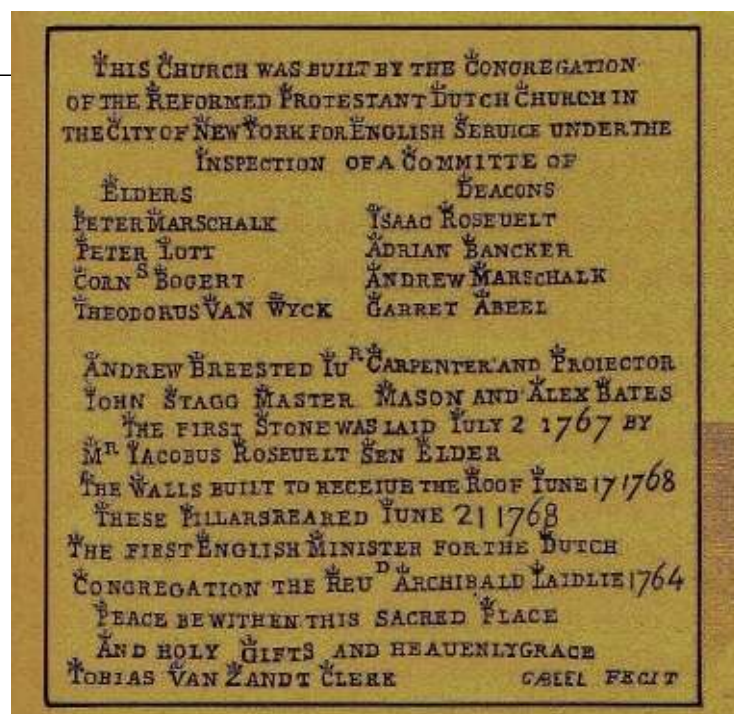 THIS CHURCH WAS BUILT BY THE CONGREGATION
OF THE REFORMED PROTESTANT DUTCH CHURCH IN
THE CITY OF NEW YORK FOR ENGLISH SERUICE UNDER THE
INSPECTION OF A COMMITTE OF
ELDERS DEACONS
PETER MARSCHALK ISAAC ROSEUELT
PETER LOTT ADRIAN BANCKER
CORNS BOGERT ANDREW MARSCHALK
THEODORUS VAN WYCK GARRET ABEEL
ANDREW BREESTED IUR CARPENTER AND PROIECTOR
IOHN STAGG MASTER MASON AND ALEX BATES
THE FIRST STONE WAS LAID IULY 2 1767 BY
MR IACOBUS ROSEUELT SEN ELDER
THE WALLS BUILT TO RECEIUE THE ROOF IUNE 17 1768
THESE PILLARS REARED IUNE 21 1768
THE FIRST ENGLISH MINISTER FOR THE DUTCH
CONGREGATION THE REUD ARCHIBALD LAIDLIE 1764
PEACE BE WITHEN THIS SACRED PLACE
AND HOLY GIFTS AND HEAUENLY GRACE
TOBIAS VAN ZANDT CLERK GABEEL FECIT